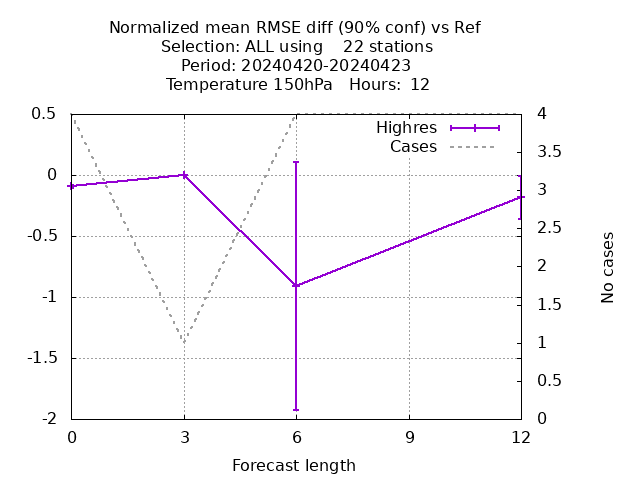 Normalized mean RMSE diff (90% conf) vs Ref
Selection: ALL using    22 stations
Period: 20240420-20240423
Temperature 150hPa   Hours:  12
Highres
Cases
0.5
0
-0.5
-1
-1.5
-2
4
3.5
3
2.5
2
1.5
1
0.5
0
No cases
0 3 6 9 12
Forecast length